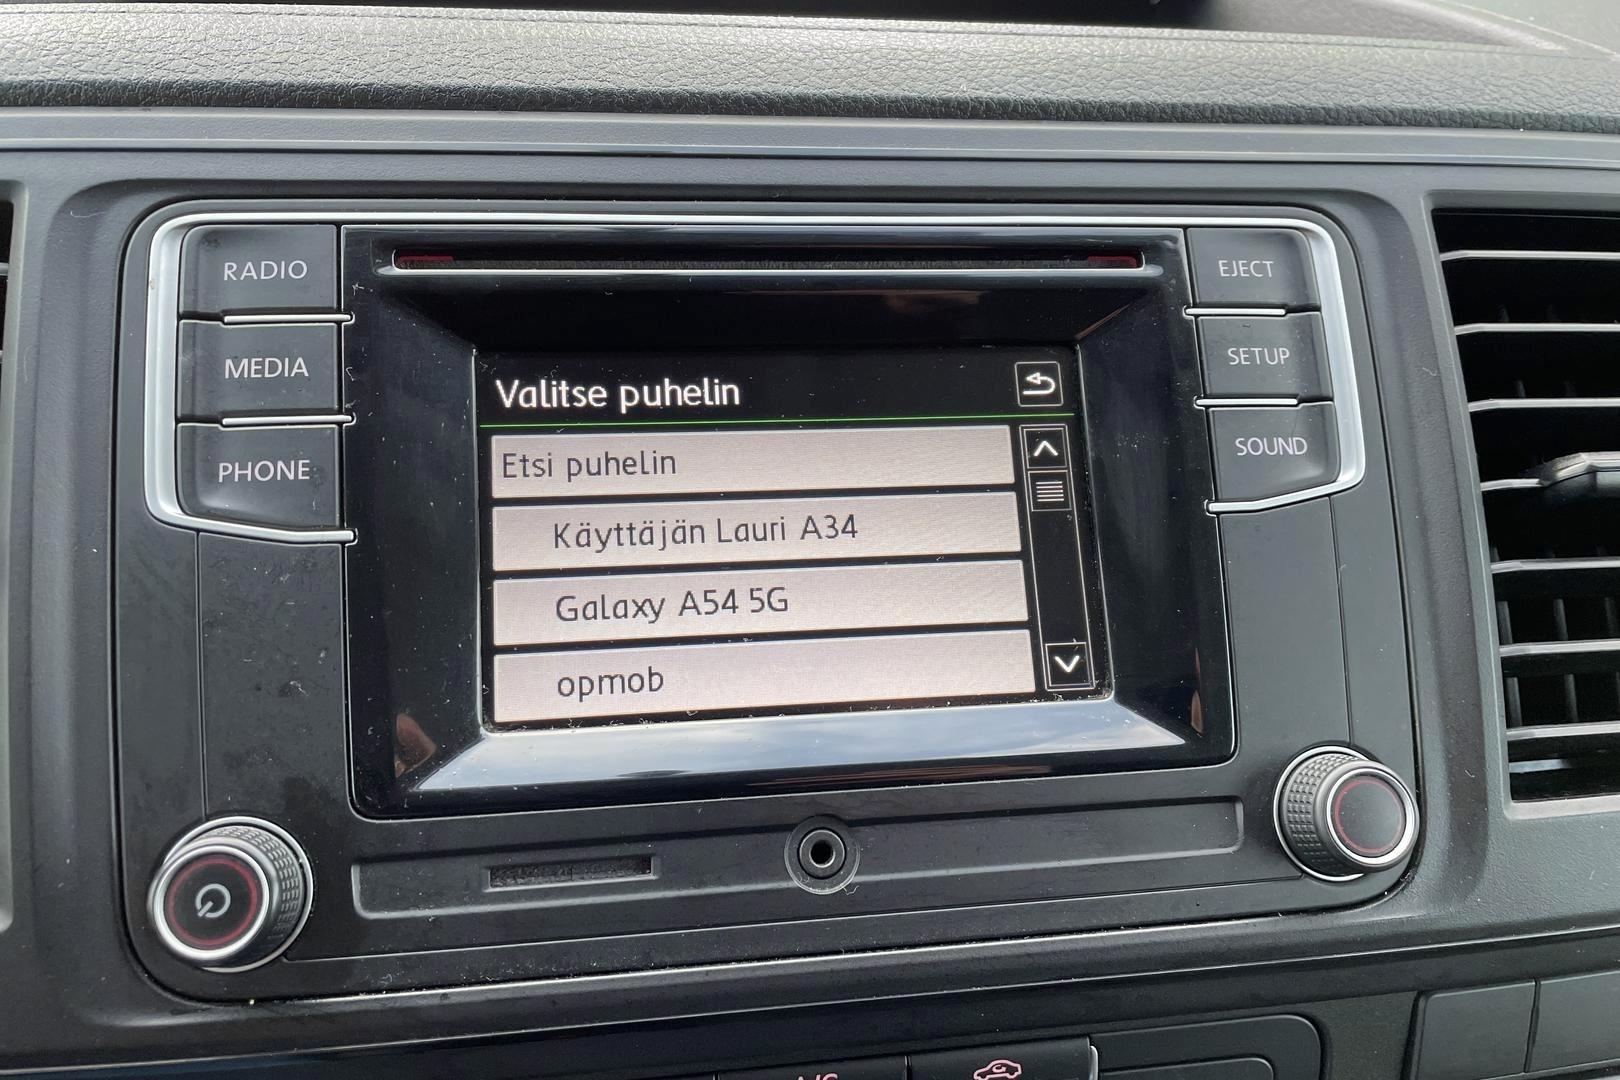 RADIO
MEDIA
PHONE
EJECT
SETUP
SOUND
Valitse puhelin
Etsi puhelin
Käyttäjän Lauri A34
Galaxy A54 5G
opmob